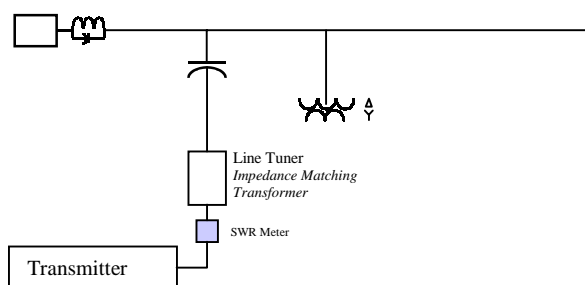 Δ
Y
Line Tuner
Impedance Matching
Transformer
SWR Meter
Transmitter